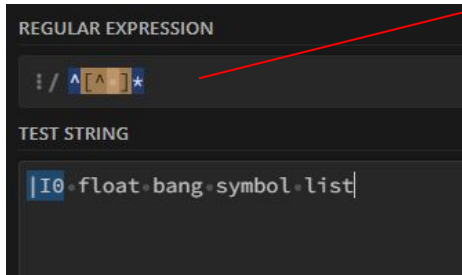 REGULAR EXPRESSION
⋮/ ^[^ ]*
TEST STRING
|I0 float bang symbol list